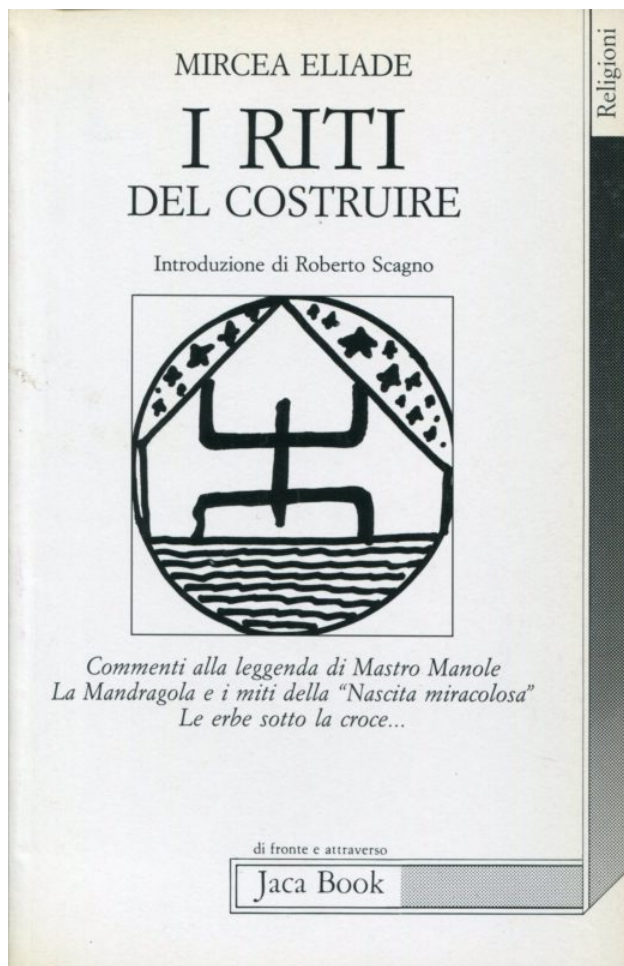 MIRCEA ELIADE
I RITI
DEL COSTRUIRE
Introduzione di Roberto Scagno
Commenti alla leggenda di Mastro Manole
La Mandragola e i miti della “Nascita miracolosa”
Le erbe sotto la croce...
di fronte e attraverso
Jaca Book
Religioni